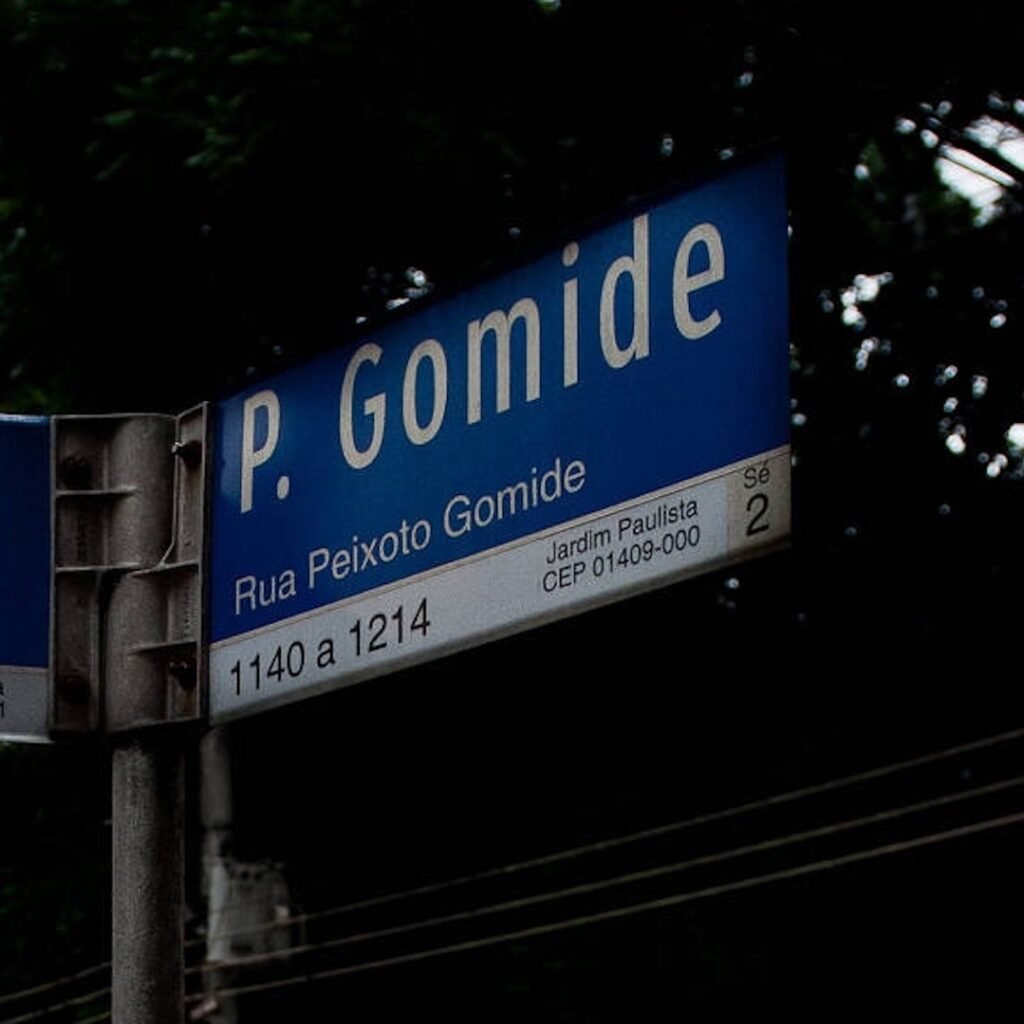 P. Gomide
Rua Peixoto Gomide
1140 a 1214
Jardim Paulista
CEP 01409-000
Sé
2